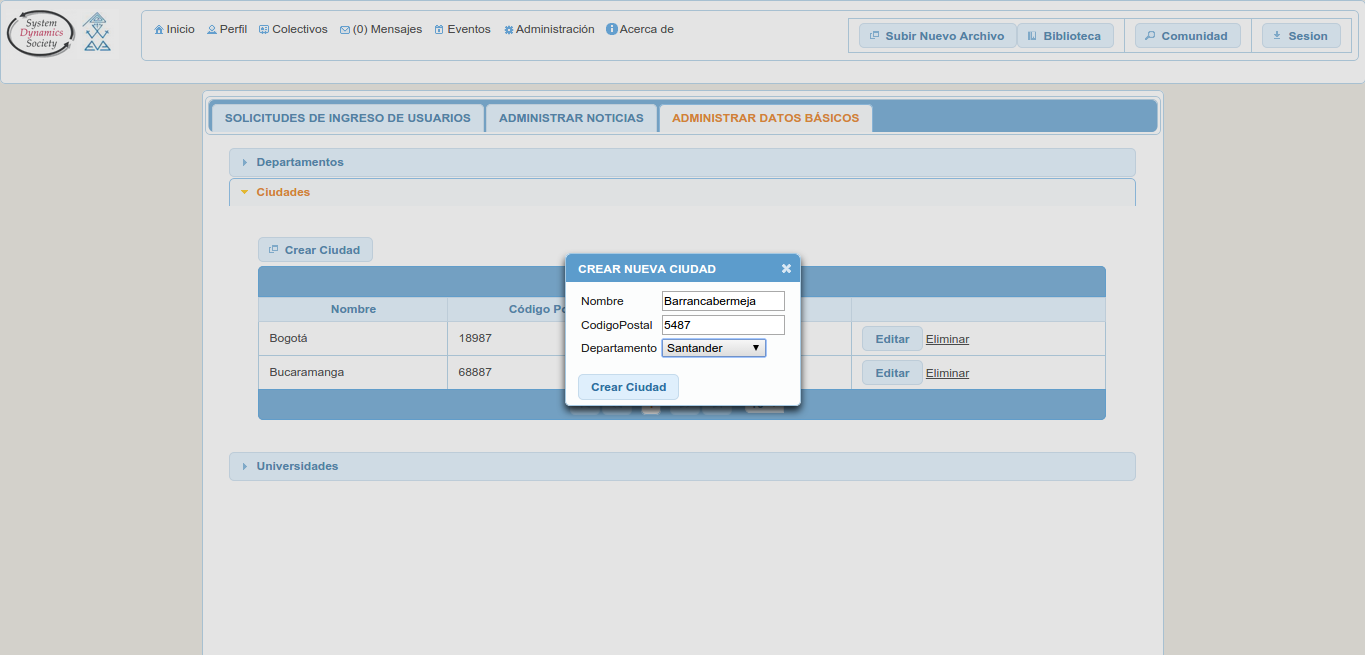 System
Dynamics
Society
Inicio Perfil Colectivos (0) Mensajes Eventos Administración Acerca de
Subir Nuevo Archivo Biblioteca Comunidad Sesion
SOLICITUDES DE INGRESO DE USUARIOS ADMINISTRAR NOTICIAS ADMINISTRAR DATOS BÁSICOS
Departamentos
Ciudades
Crear Ciudad
Nombre Código
Bogotá 18987 Editar Eliminar
Bucaramanga 68887 Editar Eliminar
CREAR NUEVA CIUDAD
Nombre Barrancabermeja
CodigoPostal 5487
Departamento Santander
Crear Ciudad
Universidades